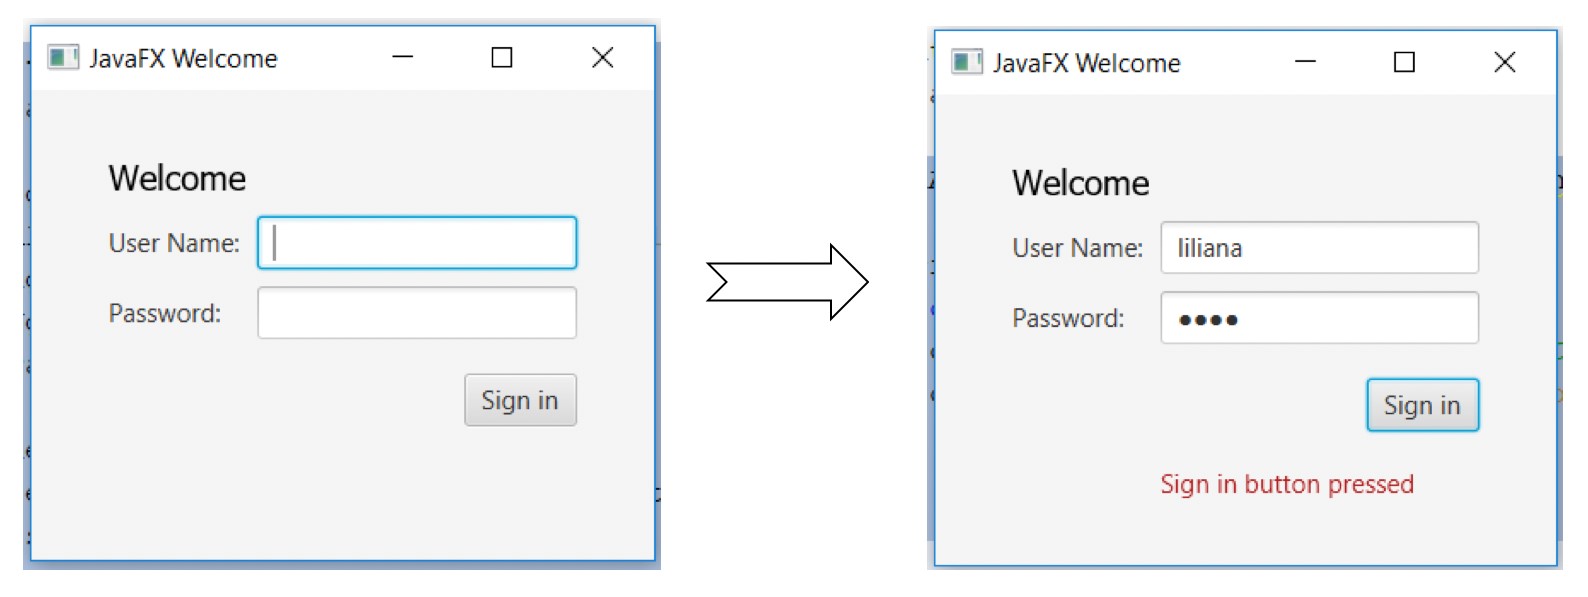 JavaFX Welcome
Welcome
User Name:
Password:
Sign in
JavaFX Welcome
Welcome
User Name: liliana
Password: ●●●●
Sign in
Sign in button pressed